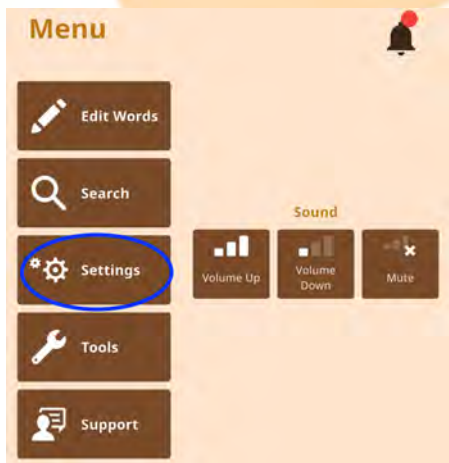 Menu
Edit Words
Search
Settings
Tools
Support
Sound
Volume Up
Volume
Down
Mute